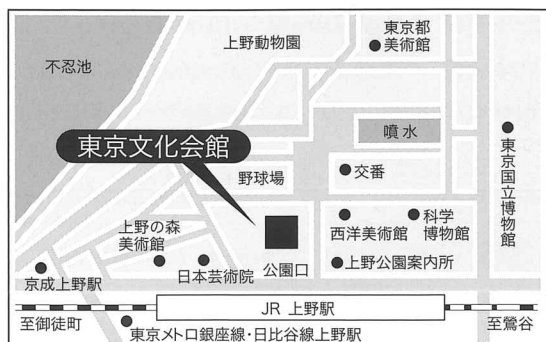 東京都
美術館
上野動物園
不忍池
噴水
東京文化会館
東京国立博物館
野球場
交番
上野の森
美術館
西洋美術館
科学
博物館
日本芸術院
公園口
上野公園案内所
京成上野駅
JR 上野駅
至御徒町
至鶯谷
東京メトロ銀座線・日比谷線上野駅